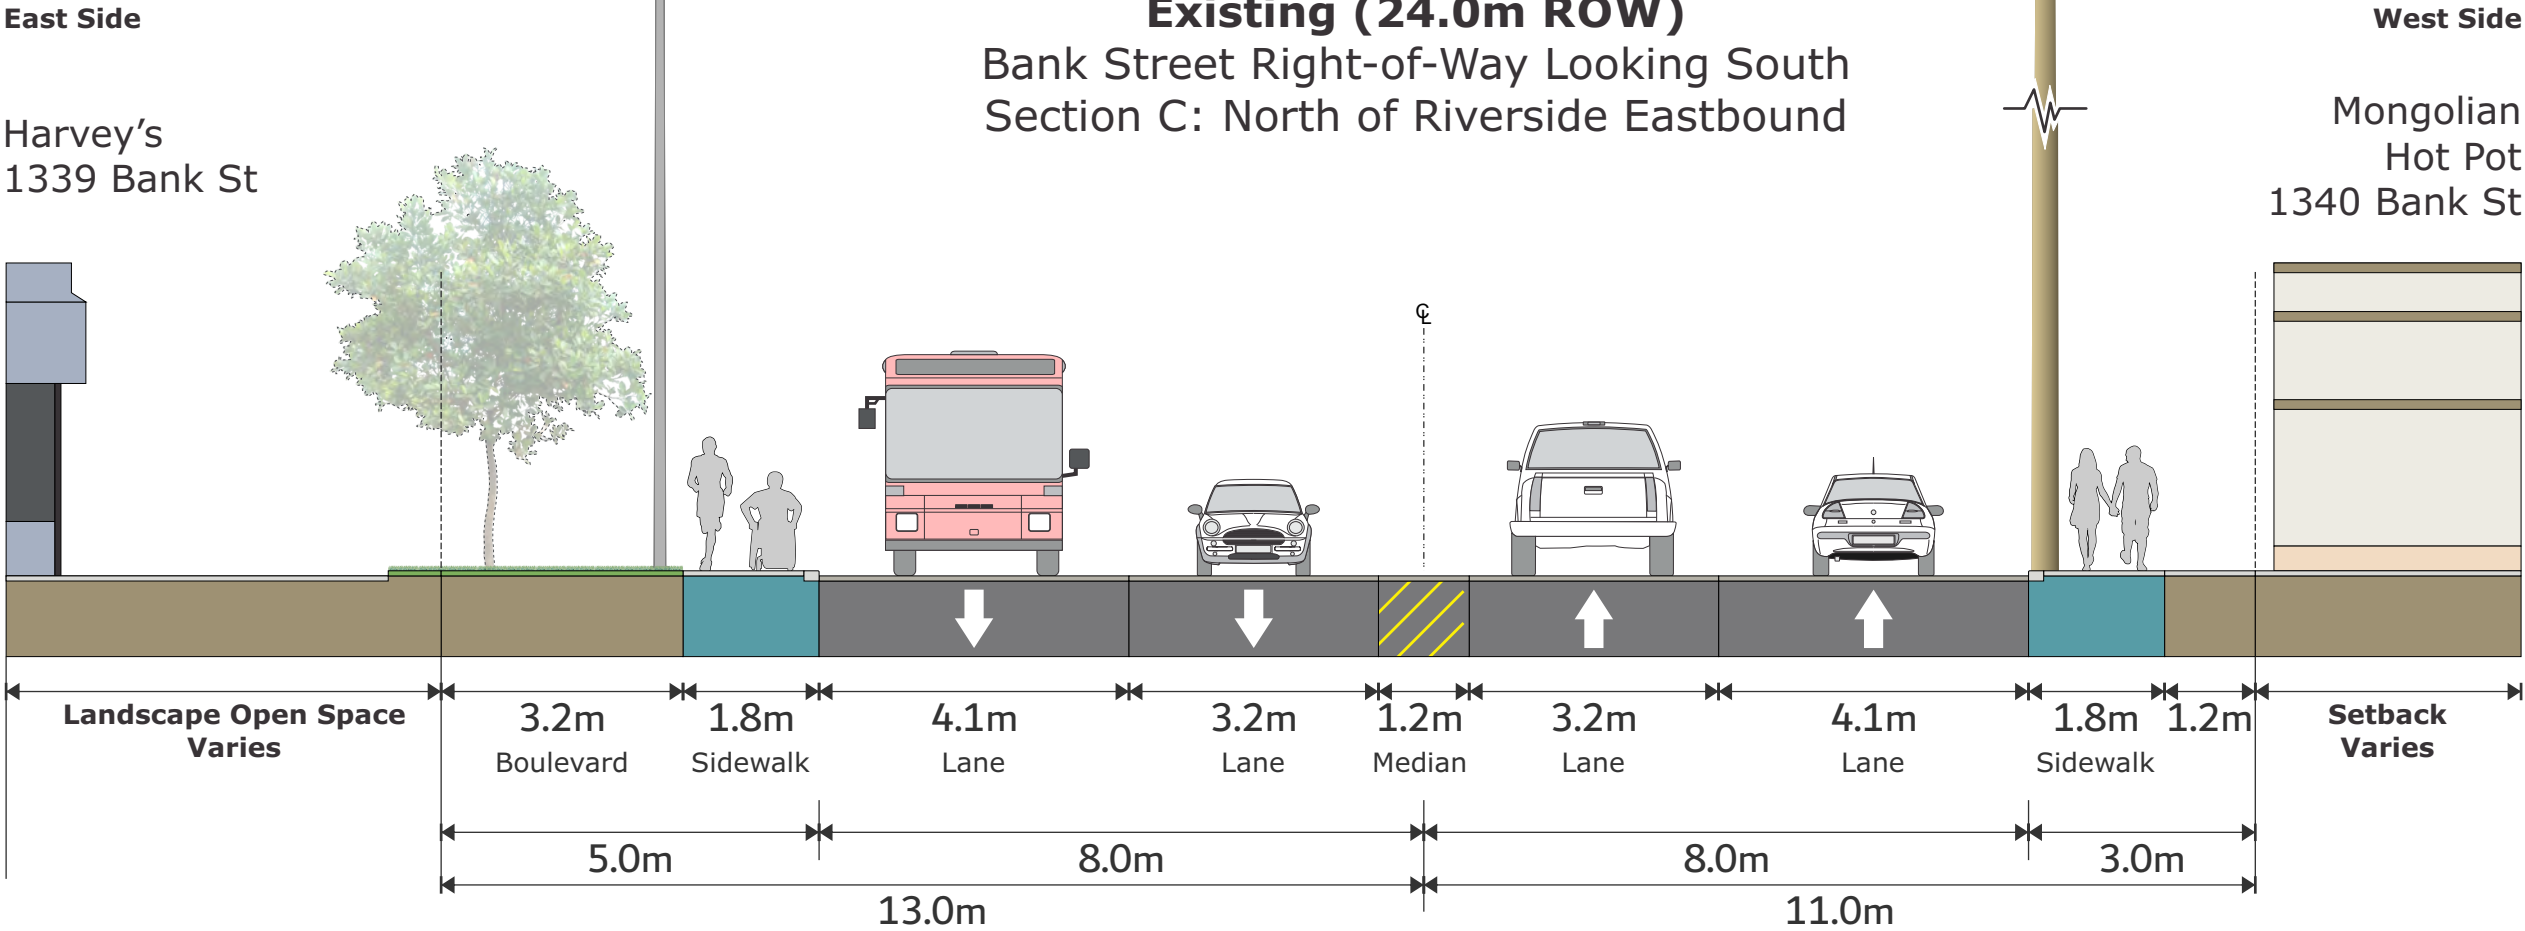 East Side
Existing (24.0m ROW)
West Side
Bank Street Right-of-Way Looking South
Section C: North of Riverside Eastbound
Harvey’s
1339 Bank St
Mongolian
Hot Pot
1340 Bank St
℄
Landscape Open Space
Varies
3.2m
Boulevard
1.8m
Sidewalk
4.1m
Lane
3.2m
Lane
1.2m
Median
3.2m
Lane
4.1m
Lane
1.8m
Sidewalk
1.2m
Setback
Varies
5.0m
8.0m
8.0m
3.0m
13.0m
11.0m